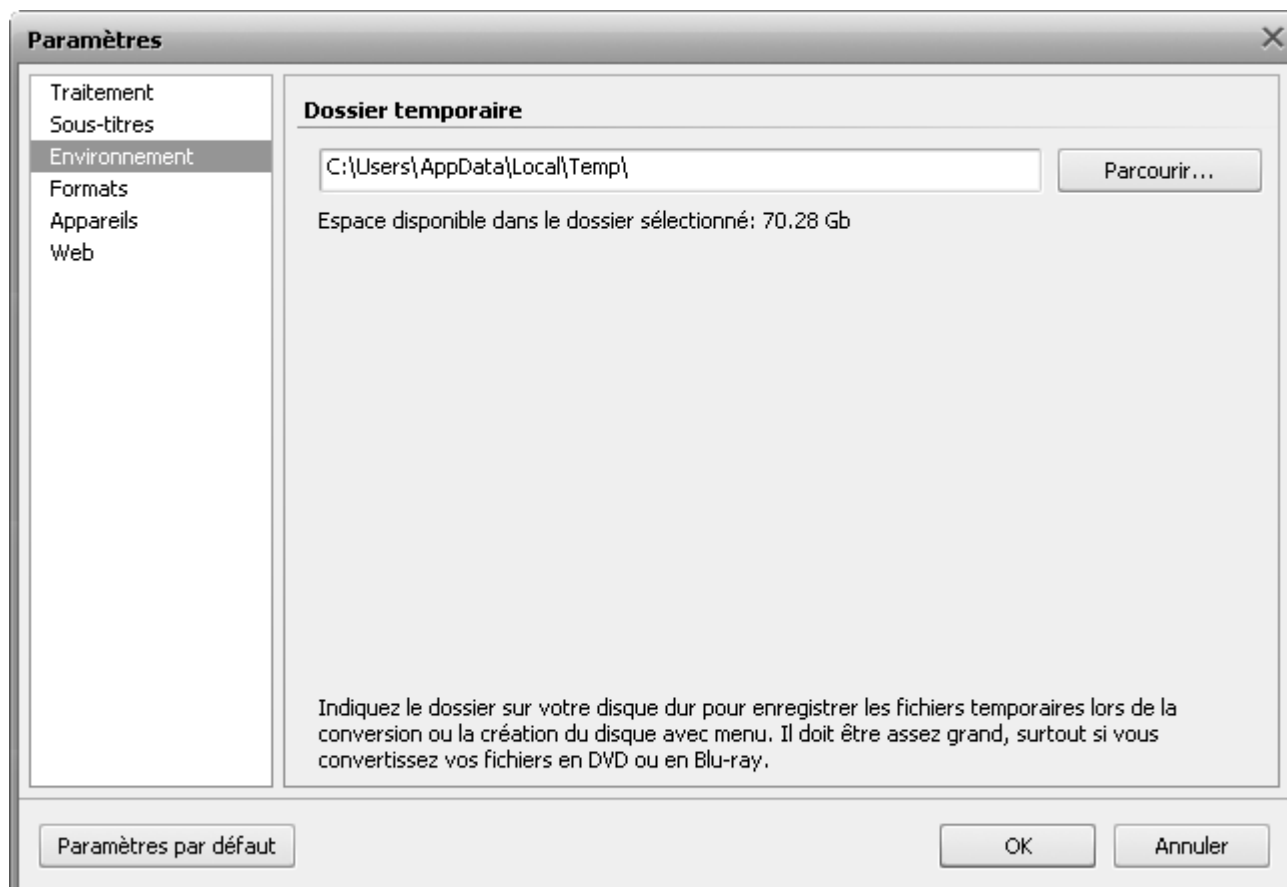 Paramètres
Traitement
Sous-titres
Environnement
Formats
Appareils
Web
Dossier temporaire
C:\Users\AppData\Local\Temp\
Parcourir...
Espace disponible dans le dossier sélectionné: 70.28 Gb
Indiquez le dossier sur votre disque dur pour enregistrer les fichiers temporaires lors de la
conversion ou la création du disque avec menu. Il doit être assez grand, surtout si vous
convertissez vos fichiers en DVD ou en Blu-ray.
Paramètres par défaut
OK
Annuler